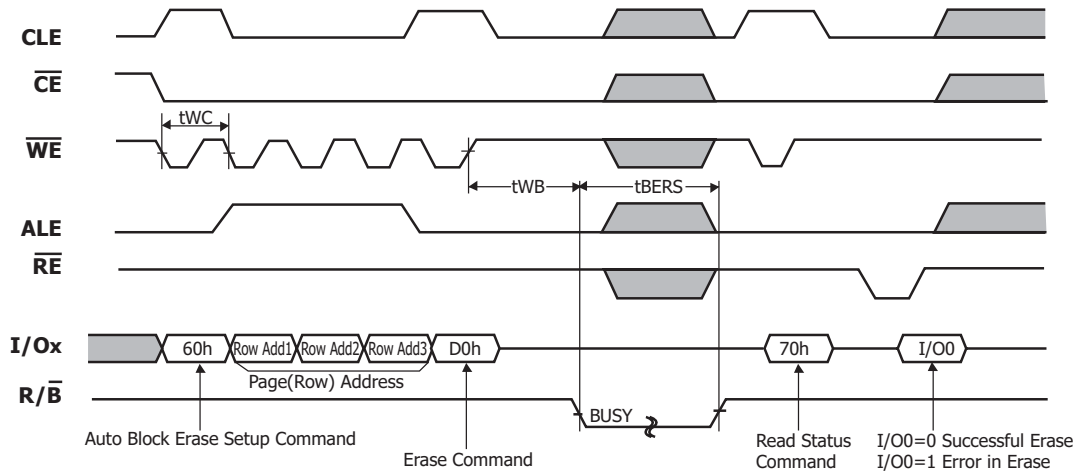 CLE
CE
tWC
WE
tWB
tBERS
ALE
RE
I/Ox
60h
Row Add1
Row Add2
Row Add3
D0h
70h
I/O0
Page(Row) Address
R/B
BUSY
Auto Block Erase Setup Command
Erase Command
Read Status
Command
I/O0=0 Successful Erase
I/O0=1 Error in Erase